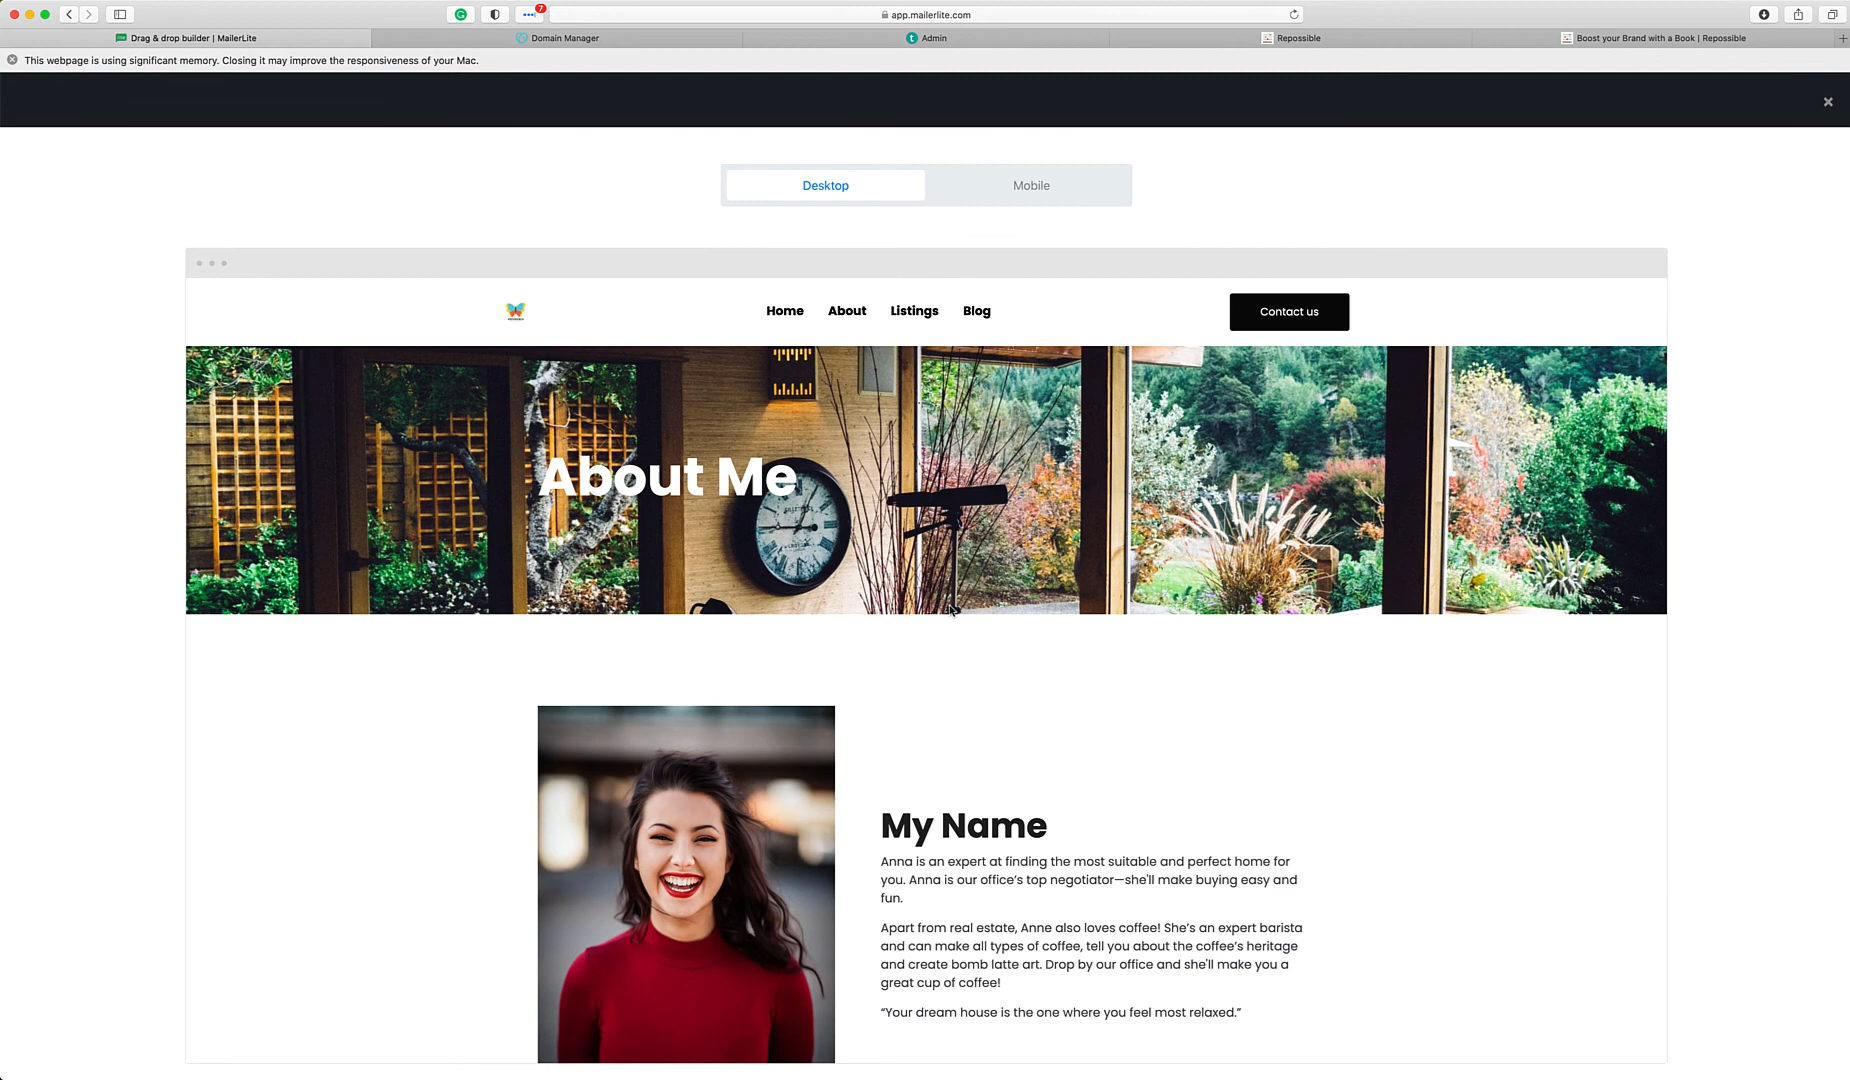 7
app.mailerlite.com
Drag & drop builder | MailerLite
Domain Manager
Admin
Repossible
Boost your Brand with a Book | Repossible
This webpage is using significant memory. Closing it may improve the responsiveness of your Mac.
Desktop
Mobile
Home
About
Listings
Blog
Contact us
About Me
My Name
Anna is an expert at finding the most suitable and perfect home for
you. Anna is our office’s top negotiator—she'll make buying easy and
fun.
Apart from real estate, Anne also loves coffee! She’s an expert barista
and can make all types of coffee, tell you about the coffee’s heritage
and create bomb latte art. Drop by our office and she'll make you a
great cup of coffee!
“Your dream house is the one where you feel most relaxed.”